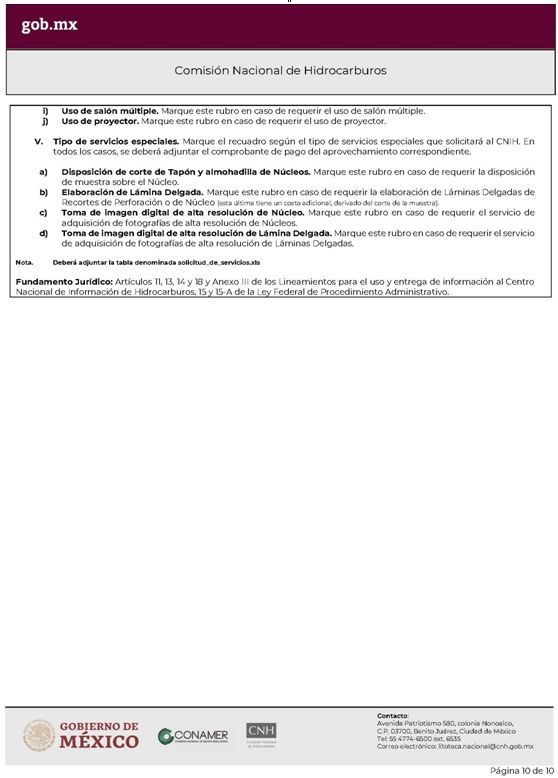 gob.mx
Comisión Nacional de Hidrocarburos
i) Uso de salón múltiple. Marque este rubro en caso de requerir el uso de salón múltiple.
j) Uso de proyector. Marque este rubro en caso de requerir el uso de proyector.
V. Tipo de servicios especiales. Marque el recuadro según el tipo de servicios especiales que solicitará al CNIH. En
todos los casos, se deberá adjuntar el comprobante de pago del aprovechamiento correspondiente.
a) Disposición de corte de Tapón y almohadilla de Núcleos. Marque este rubro en caso de requerir la disposición
de muestra sobre el Núcleo.
b) Elaboración de Lámina Delgada. Marque este rubro en caso de requerir la elaboración de Láminas Delgadas de
Recortes de Perforación o de Núcleo (esta última tiene un costo adicional, derivado del corte de la muestra).
c) Toma de imagen digital de alta resolución de Núcleo. Marque este rubro en caso de requerir el servicio de
adquisición de fotografías de alta resolución de Núcleos.
d) Toma de imagen digital de alta resolución de Lámina Delgada. Marque este rubro en caso de requerir el servicio
de adquisición de fotografías de alta resolución de Láminas Delgadas.
Nota. Deberá adjuntar la tabla denominada solicitud_de_servicios.xls
Fundamento Jurídico: Artículos 11, 13, 14 y 18 y Anexo III de los Lineamientos para el uso y entrega de información al Centro
Nacional de Información de Hidrocarburos, 15 y 15-A de la Ley Federal de Procedimiento Administrativo.
GOBIERNO DE
MÉXICO
CONAMER
CNH
Comisión Nacional
de Hidrocarburos
Contacto:
Avenida Patriotismo 580, colonia Nonoalco,
C.P. 03700, Benito Juárez, Ciudad de México
Tel: 55 4774-6500 ext. 6535
Correo electrónico: litoteca.nacional@cnh.gob.mx
Página 10 de 10